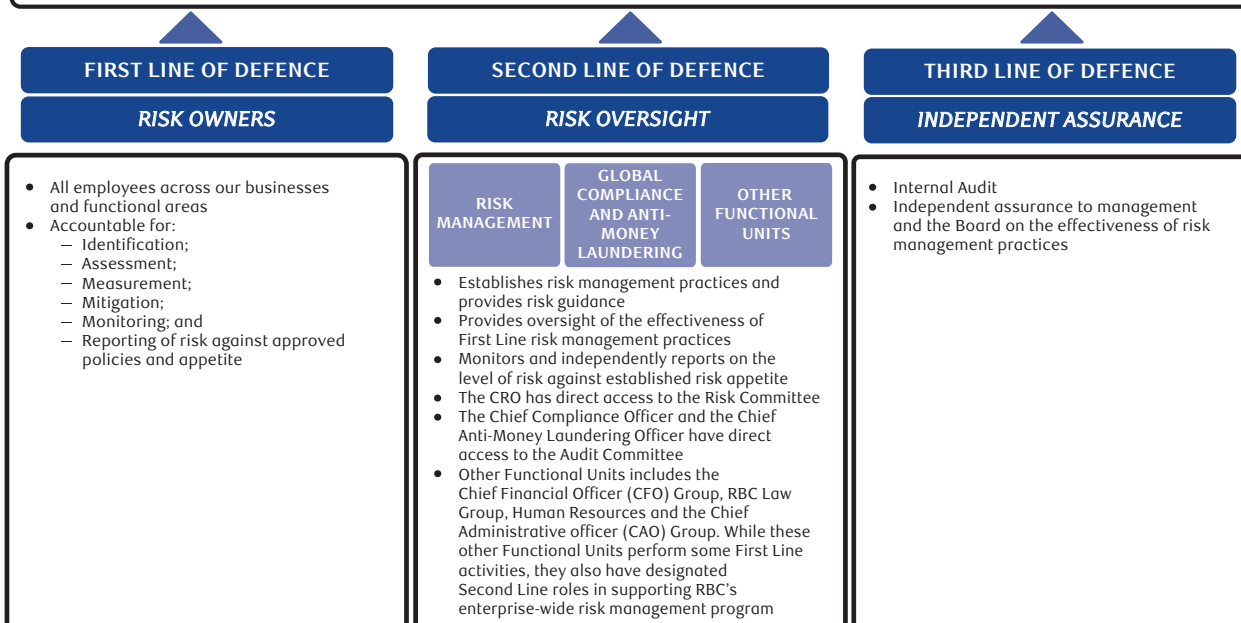 FIRST LINE OF DEFENCE
RISK OWNERS
• All employees across our businesses
and functional areas
• Accountable for:
– Identification;
– Assessment;
– Measurement;
– Mitigation;
– Monitoring; and
– Reporting of risk against approved
policies and appetite
SECOND LINE OF DEFENCE
RISK OVERSIGHT
RISK
MANAGEMENT
GLOBAL
COMPLIANCE
AND ANTI-
MONEY
LAUNDERING
OTHER
FUNCTIONAL
UNITS
• Establishes risk management practices and
provides risk guidance
• Provides oversight of the effectiveness of
First Line risk management practices
• Monitors and independently reports on the
level of risk against established risk appetite
• The CRO has direct access to the Risk Committee
• The Chief Compliance Officer and the Chief
Anti-Money Laundering Officer have direct
access to the Audit Committee
• Other Functional Units includes the
Chief Financial Officer (CFO) Group, RBC Law
Group, Human Resources and the Chief
Administrative officer (CAO) Group. While these
other Functional Units perform some First Line
activities, they also have designated
Second Line roles in supporting RBC's
enterprise-wide risk management program
THIRD LINE OF DEFENCE
INDEPENDENT ASSURANCE
• Internal Audit
• Independent assurance to management
and the Board on the effectiveness of risk
management practices